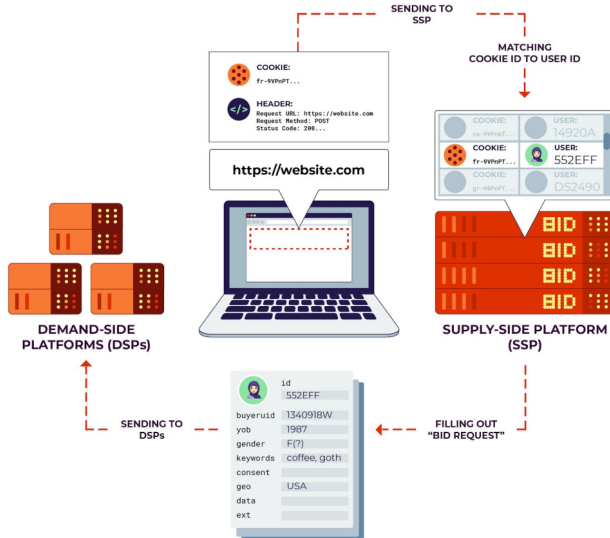 SENDING TO
SSP
MATCHING
COOKIE ID TO USER ID
COOKIE:
fr-9VPnPT...
HEADER:
Request URL: https://website.com
Request Method: POST
Status Code: 200...
https://website.com
COOKIE:
USER:
14920A
COOKIE:
fr-9VPnPT...
USER:
552EFF
COOKIE:
USER:
DS2490
BID
BID
BID
BID
DEMAND-SIDE
PLATFORMS (DSPs)
SUPPLY-SIDE PLATFORM
(SSP)
id
552EFF
buyeruid 1340918W
yob 1987
gender F(?)
keywords coffee, goth
consent
geo USA
data
ext
SENDING TO
DSPs
FILLING OUT
“BID REQUEST”